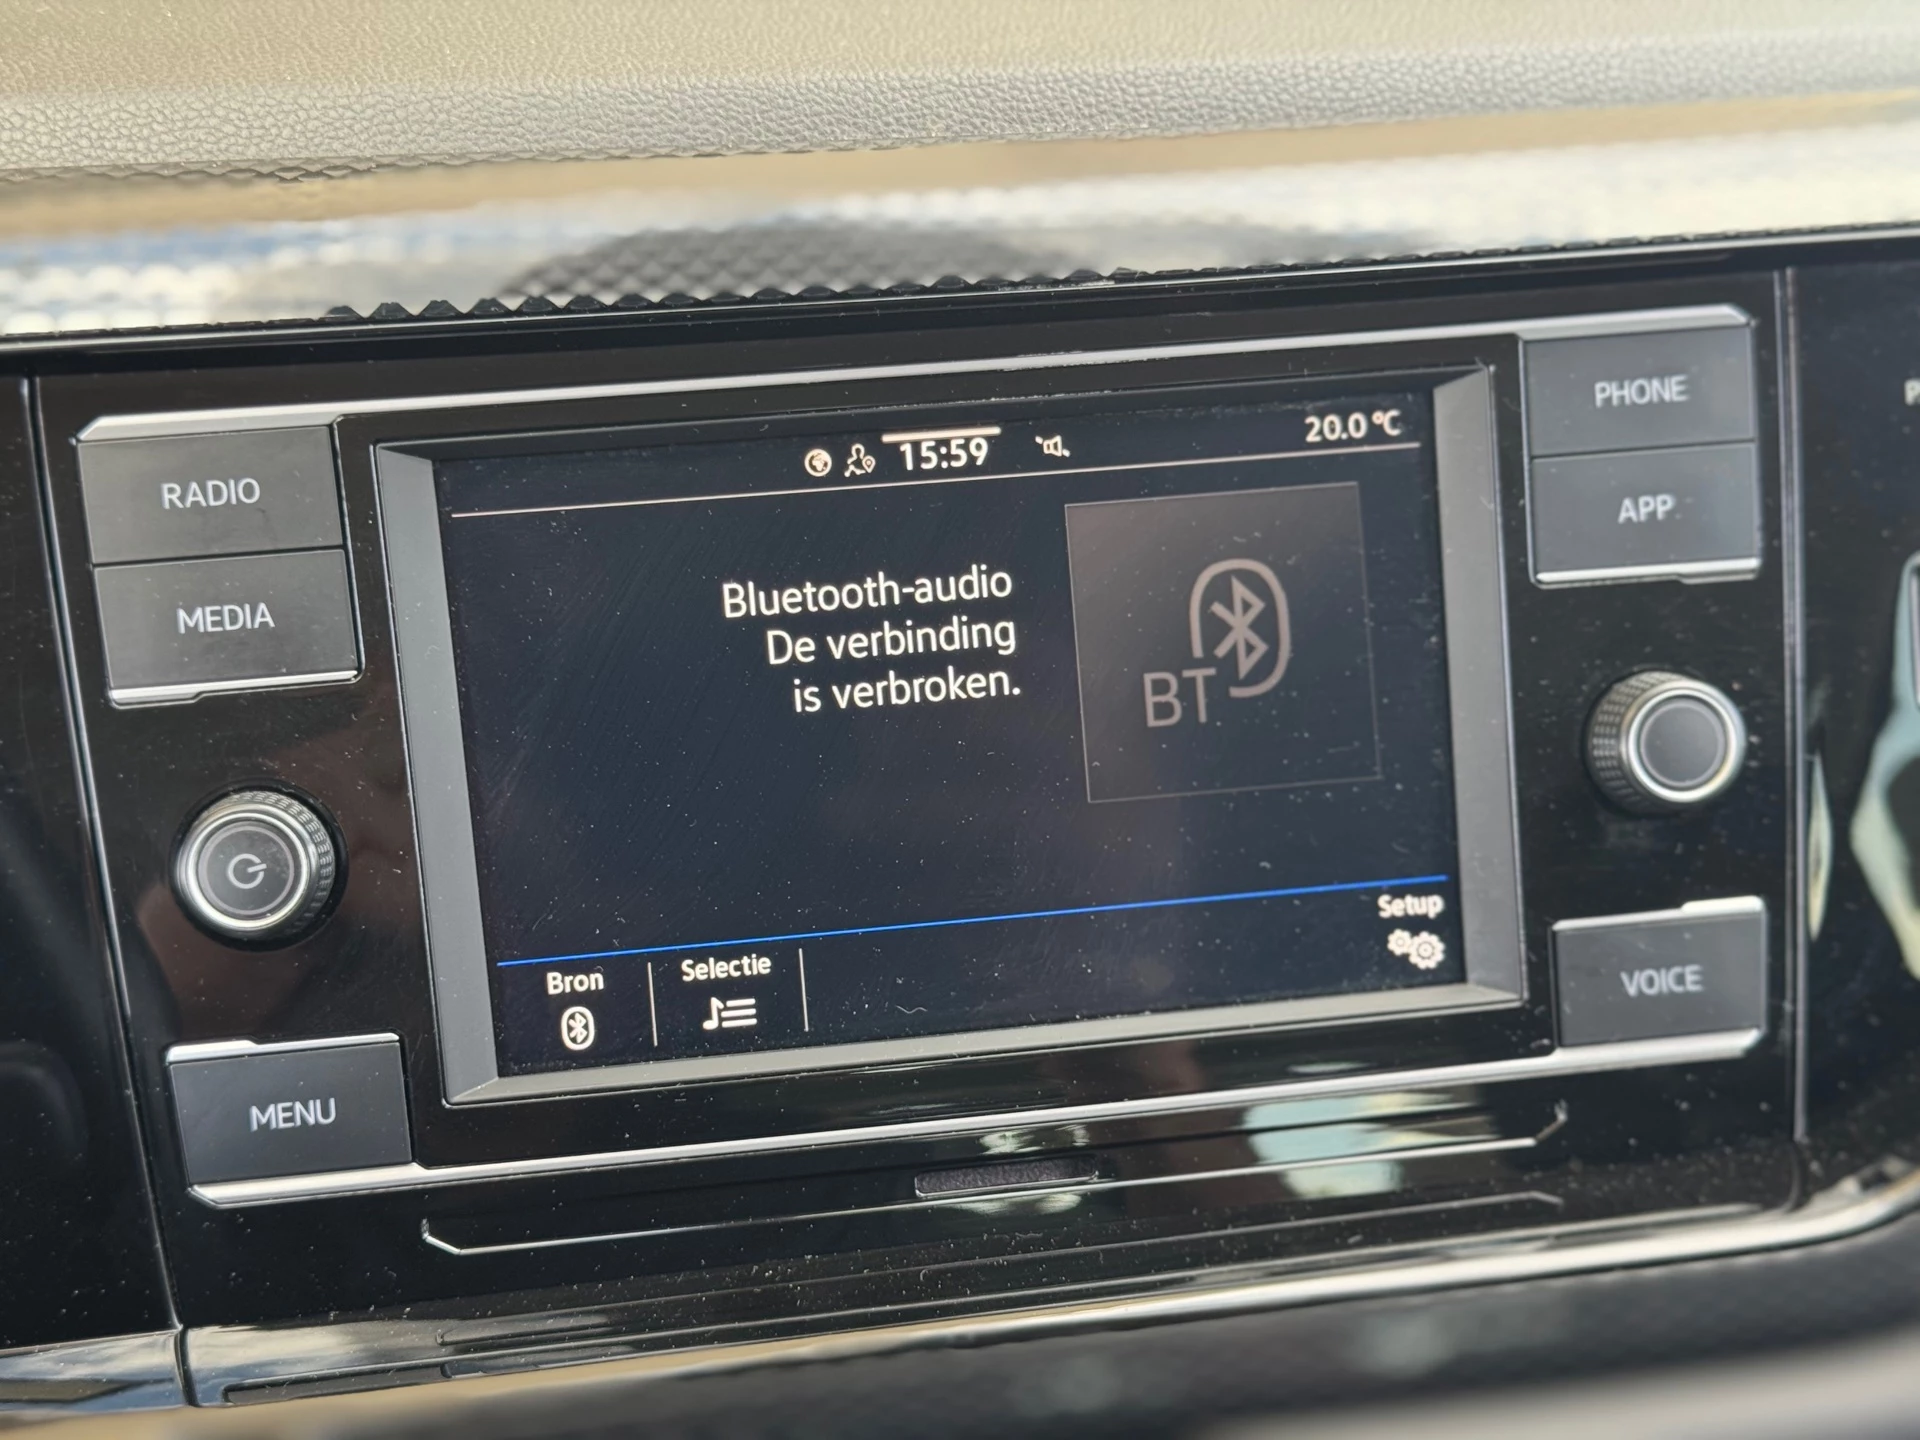 RADIO
MEDIA
MENU
15:59
20.0 °C
Bluetooth-audio
De verbinding
is verbroken.
BT
Bron
Selectie
Setup
PHONE
APP
VOICE